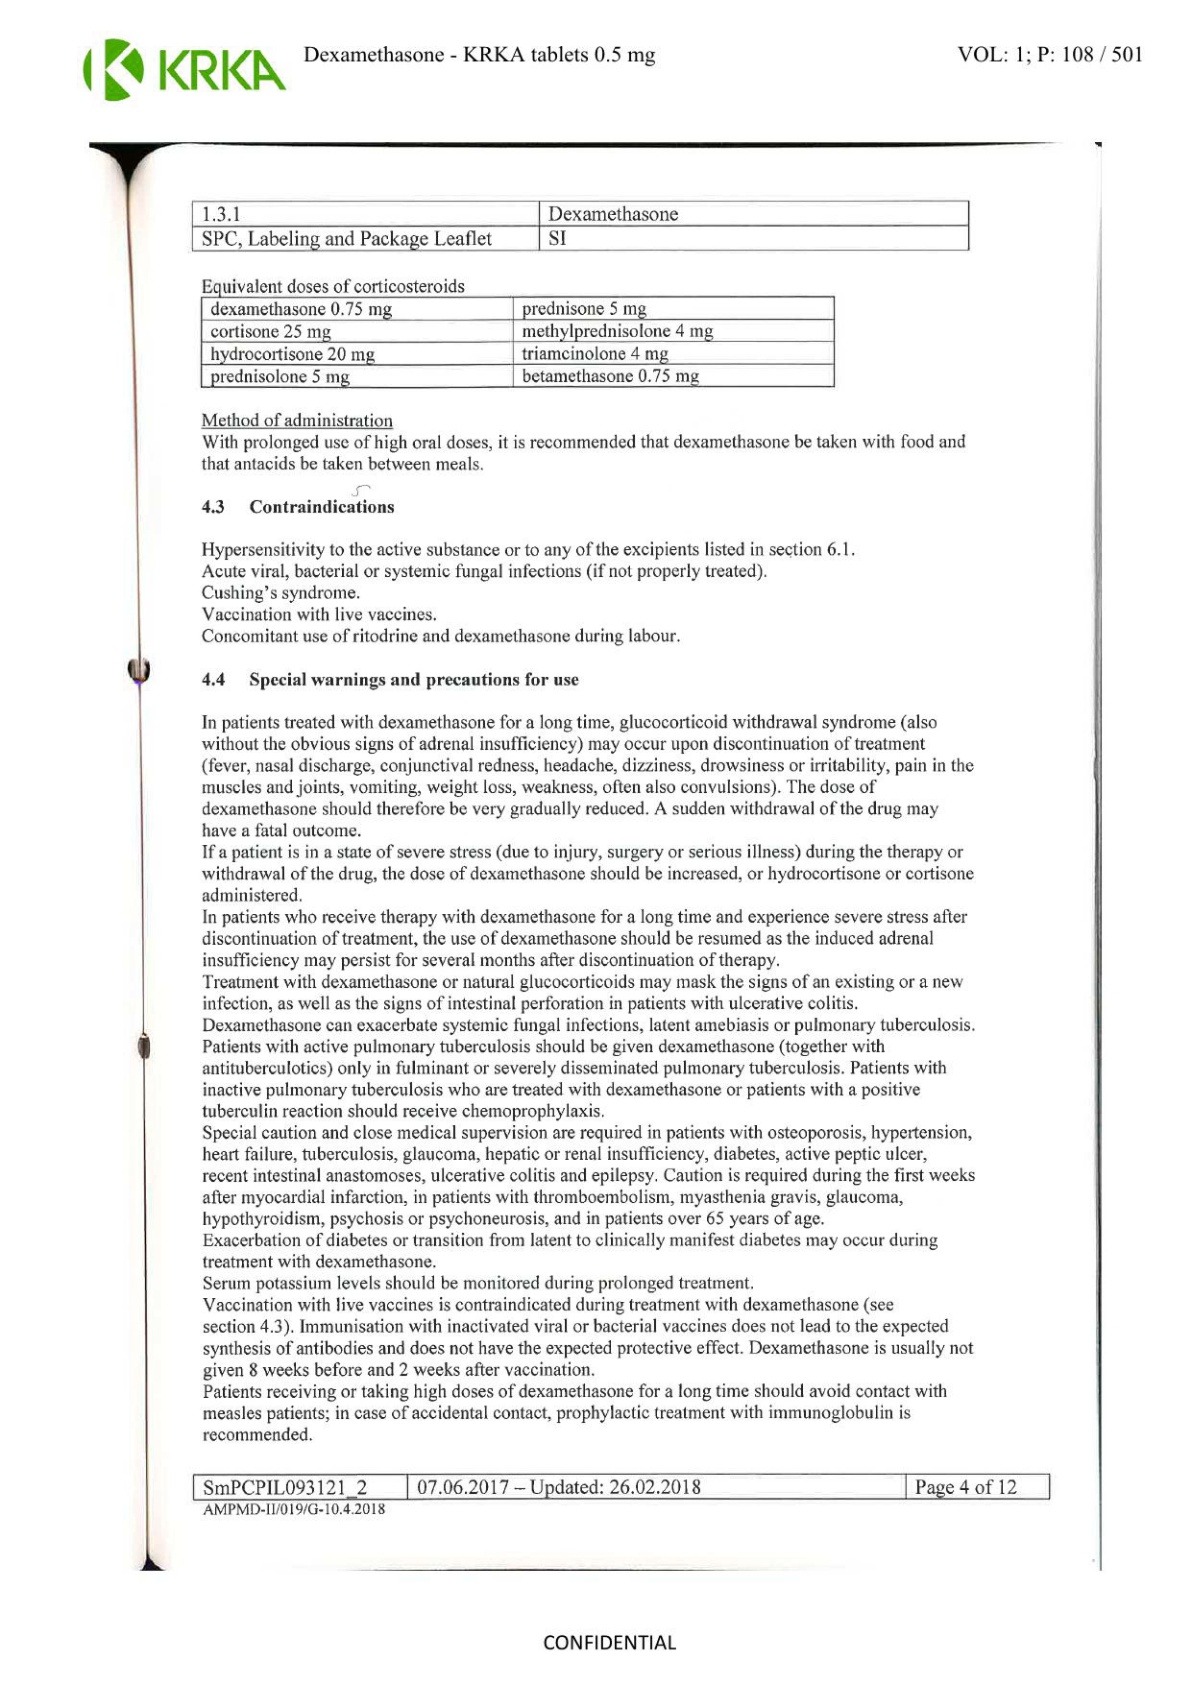 KRKA Dexamethasone - KRKA tablets 0.5 mg VOL: 1; P: 108 / 501
1.3.1 Dexamethasone
SPC, Labeling and Package Leaflet SI
Equivalent doses of corticosteroids
dexamethasone 0.75 mg prednisone 5 mg
cortisone 25 mg methylprednisolone 4 mg
hydrocortisone 20 mg triamcinolone 4 mg
prednisolone 5 mg betamethasone 0.75 mg
Method of administration
With prolonged use of high oral doses, it is recommended that dexamethasone be taken with food and
that antacids be taken between meals.
4.3 Contraindications
Hypersensitivity to the active substance or to any of the excipients listed in section 6.1.
Acute viral, bacterial or systemic fungal infections (if not properly treated).
Cushing's syndrome.
Vaccination with live vaccines.
Concomitant use of ritodrine and dexamethasone during labour.
4.4 Special warnings and precautions for use
In patients treated with dexamethasone for a long time, glucocorticoid withdrawal syndrome (also
without the obvious signs of adrenal insufficiency) may occur upon discontinuation of treatment
(fever, nasal discharge, conjunctival redness, headache, dizziness, drowsiness or irritability, pain in the
muscles and joints, vomiting, weight loss, weakness, often also convulsions). The dose of
dexamethasone should therefore be very gradually reduced. A sudden withdrawal of the drug may
have a fatal outcome.
If a patient is in a state of severe stress (due to injury, surgery or serious illness) during the therapy or
withdrawal of the drug, the dose of dexamethasone should be increased, or hydrocortisone or cortisone
administered.
In patients who receive therapy with dexamethasone for a long time and experience severe stress after
discontinuation of treatment, the use of dexamethasone should be resumed as the induced adrenal
insufficiency may persist for several months after discontinuation of therapy.
Treatment with dexamethasone or natural glucocorticoids may mask the signs of an existing or a new
infection, as well as the signs of intestinal perforation in patients with ulcerative colitis.
Dexamethasone can exacerbate systemic fungal infections, latent amebiasis or pulmonary tuberculosis.
Patients with active pulmonary tuberculosis should be given dexamethasone (together with
antituberculotics) only in fulminant or severely disseminated pulmonary tuberculosis. Patients with
inactive pulmonary tuberculosis who are treated with dexamethasone or patients with a positive
tuberculin reaction should receive chemoprophylaxis.
Special caution and close medical supervision are required in patients with osteoporosis, hypertension,
heart failure, tuberculosis, glaucoma, hepatic or renal insufficiency, diabetes, active peptic ulcer,
recent intestinal anastomoses, ulcerative colitis and epilepsy. Caution is required during the first weeks
after myocardial infarction, in patients with thromboembolism, myasthenia gravis, glaucoma,
hypothyroidism, psychosis or psychoneurosis, and in patients over 65 years of age.
Exacerbation of diabetes or transition from latent to clinically manifest diabetes may occur during
treatment with dexamethasone.
Serum potassium levels should be monitored during prolonged treatment.
Vaccination with live vaccines is contraindicated during treatment with dexamethasone (see
section 4.3). Immunisation with inactivated viral or bacterial vaccines does not lead to the expected
synthesis of antibodies and does not have the expected protective effect. Dexamethasone is usually not
given 8 weeks before and 2 weeks after vaccination.
Patients receiving or taking high doses of dexamethasone for a long time should avoid contact with
measles patients; in case of accidental contact, prophylactic treatment with immunoglobulin is
recommended.
SmPCPIL093121_2 07.06.2017 – Updated: 26.02.2018 Page 4 of 12
AMPMD-II/019/G-10.4.2018
CONFIDENTIAL